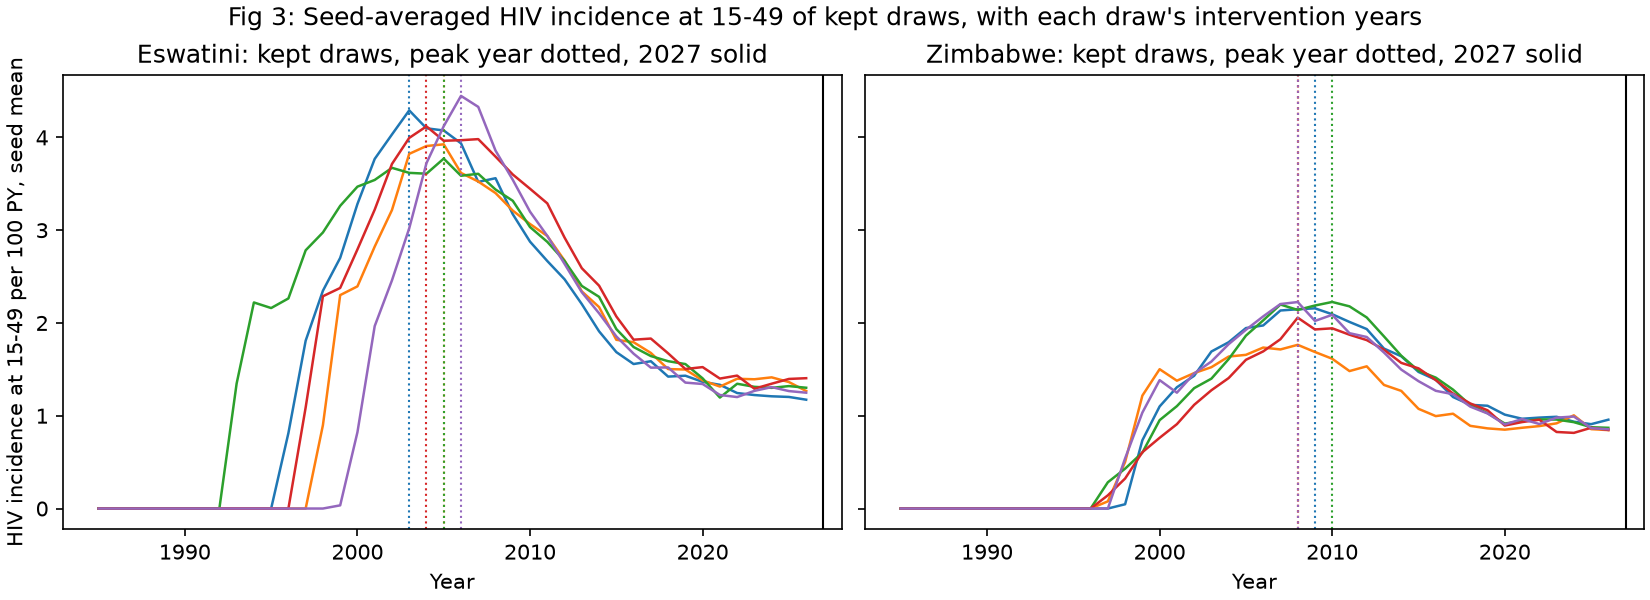 Fig 3: Seed-averaged HIV incidence at 15-49 of kept draws, with each draw's intervention years
Eswatini: kept draws, peak year dotted, 2027 solid
Zimbabwe: kept draws, peak year dotted, 2027 solid
HIV incidence at 15-49 per 100 PY, seed mean
4
3
2
1
0
1990
2000
2010
2020
Year
1990
2000
2010
2020
Year